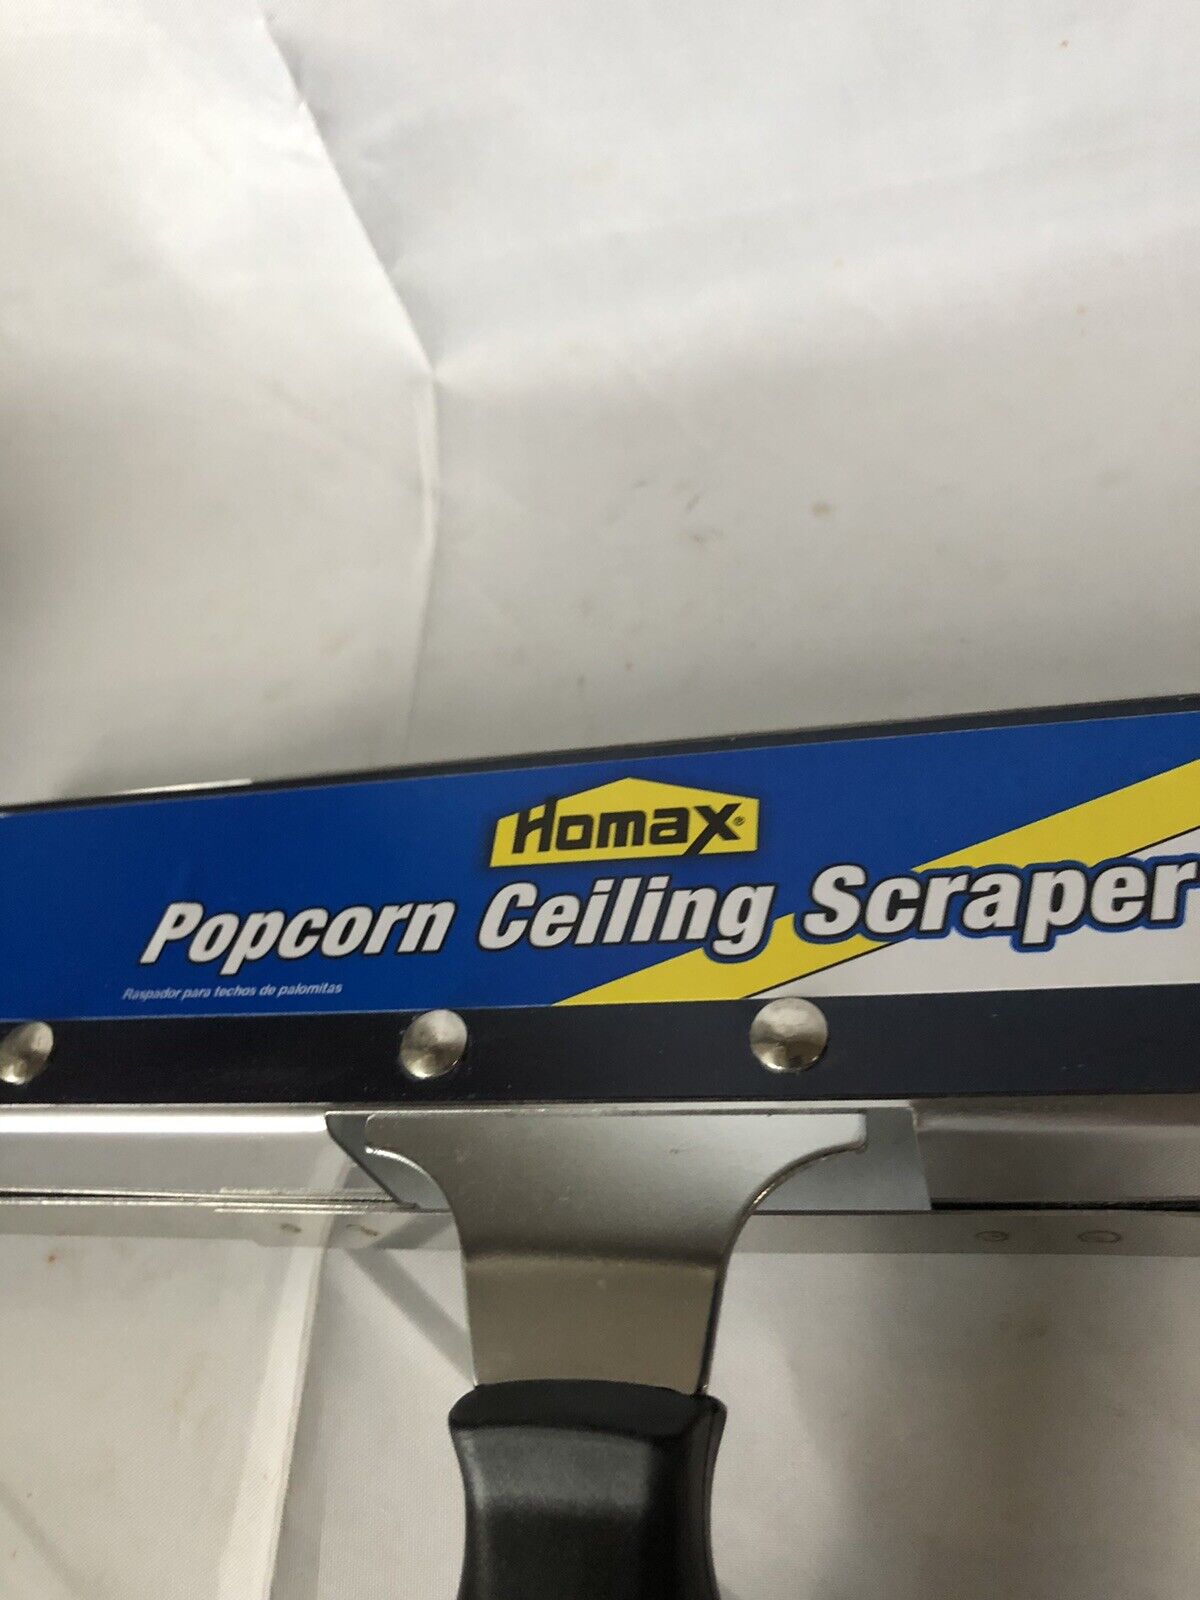 Homax®
Popcorn Ceiling Scraper
Raspador para techos de palomitas